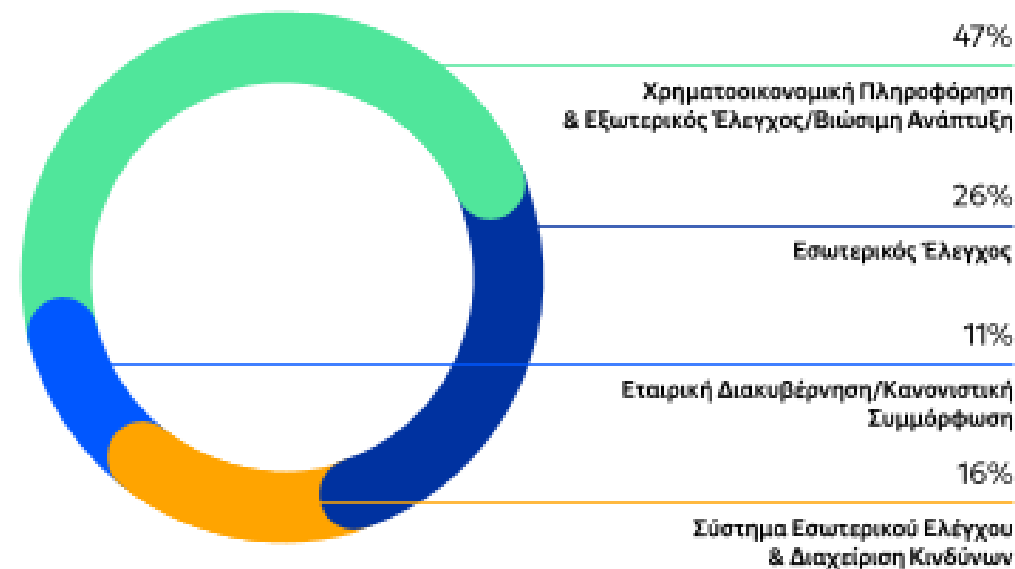 47%
Χρηματοοικονομική Πληροφόρηση
& Εξωτερικός Έλεγχος/Βιώσιμη Ανάπτυξη
26%
Εσωτερικός Έλεγχος
11%
Εταιρική Διακυβέρνηση/Κανονιστική
Συμμόρφωση
16%
Σύστημα Εσωτερικού Ελέγχου
& Διαχείριση Κινδύνων